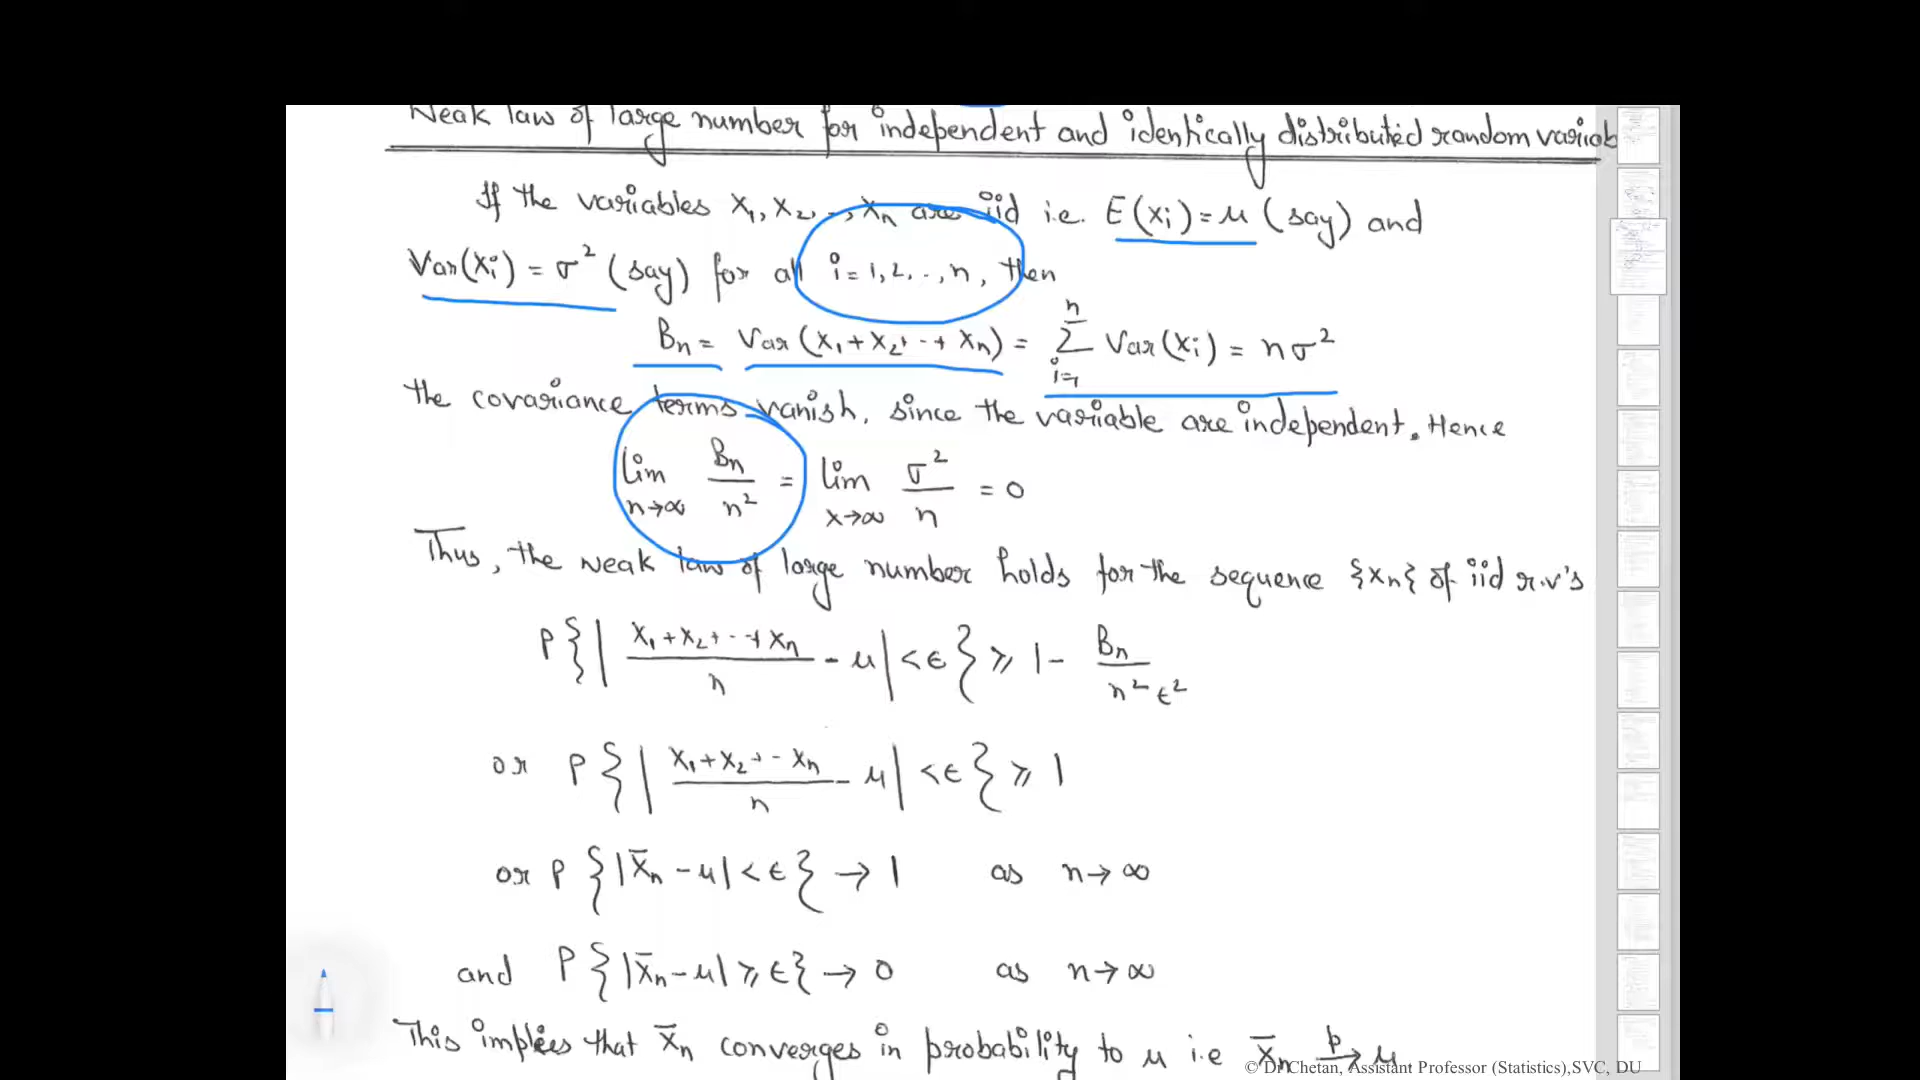 Weak law of large number for independent and identically distributed random variab
If the variables X₁, X₂, .., Xₙ are iid i.e. E(Xᵢ) = μ (say) and
Var(Xᵢ) = σ² (say) for all i = 1, 2, .., n, then
Bₙ = Var(X₁ + X₂ + .. + Xₙ) = Σᵢ₌₁ⁿ Var(Xᵢ) = nσ²
the covariance terms vanish, since the variable are independent. Hence
lim n→∞ Bₙ/n² = lim x→∞ σ²/n = 0
Thus, the weak law of large number holds for the sequence {Xₙ} of iid r.v's
P{|(X₁ + X₂ + .. + Xₙ)/n - μ| < ε} ≥ 1 - Bₙ/(n² ε²)
or P{|(X₁ + X₂ + .. Xₙ)/n - μ| < ε} ≥ 1
or P{|X̄ₙ - μ| < ε} → 1 as n → ∞
and P{|X̄ₙ - μ| ≥ ε} → 0 as n → ∞
This implies that X̄ₙ converges in probability to μ i.e X̄ₙ →ᵖ μ
© Dr Chetan, Assistant Professor (Statistics),SVC, DU